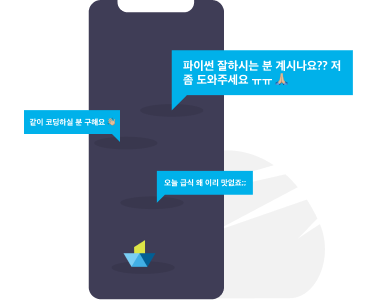 파이썬 잘하시는 분 계시나요?? 저
좀 도와주세요 ㅠㅠ 🙏🏼
같이 코딩하실 분 구해요 👋🏼
오늘 급식 왜 이리 맛없죠;;